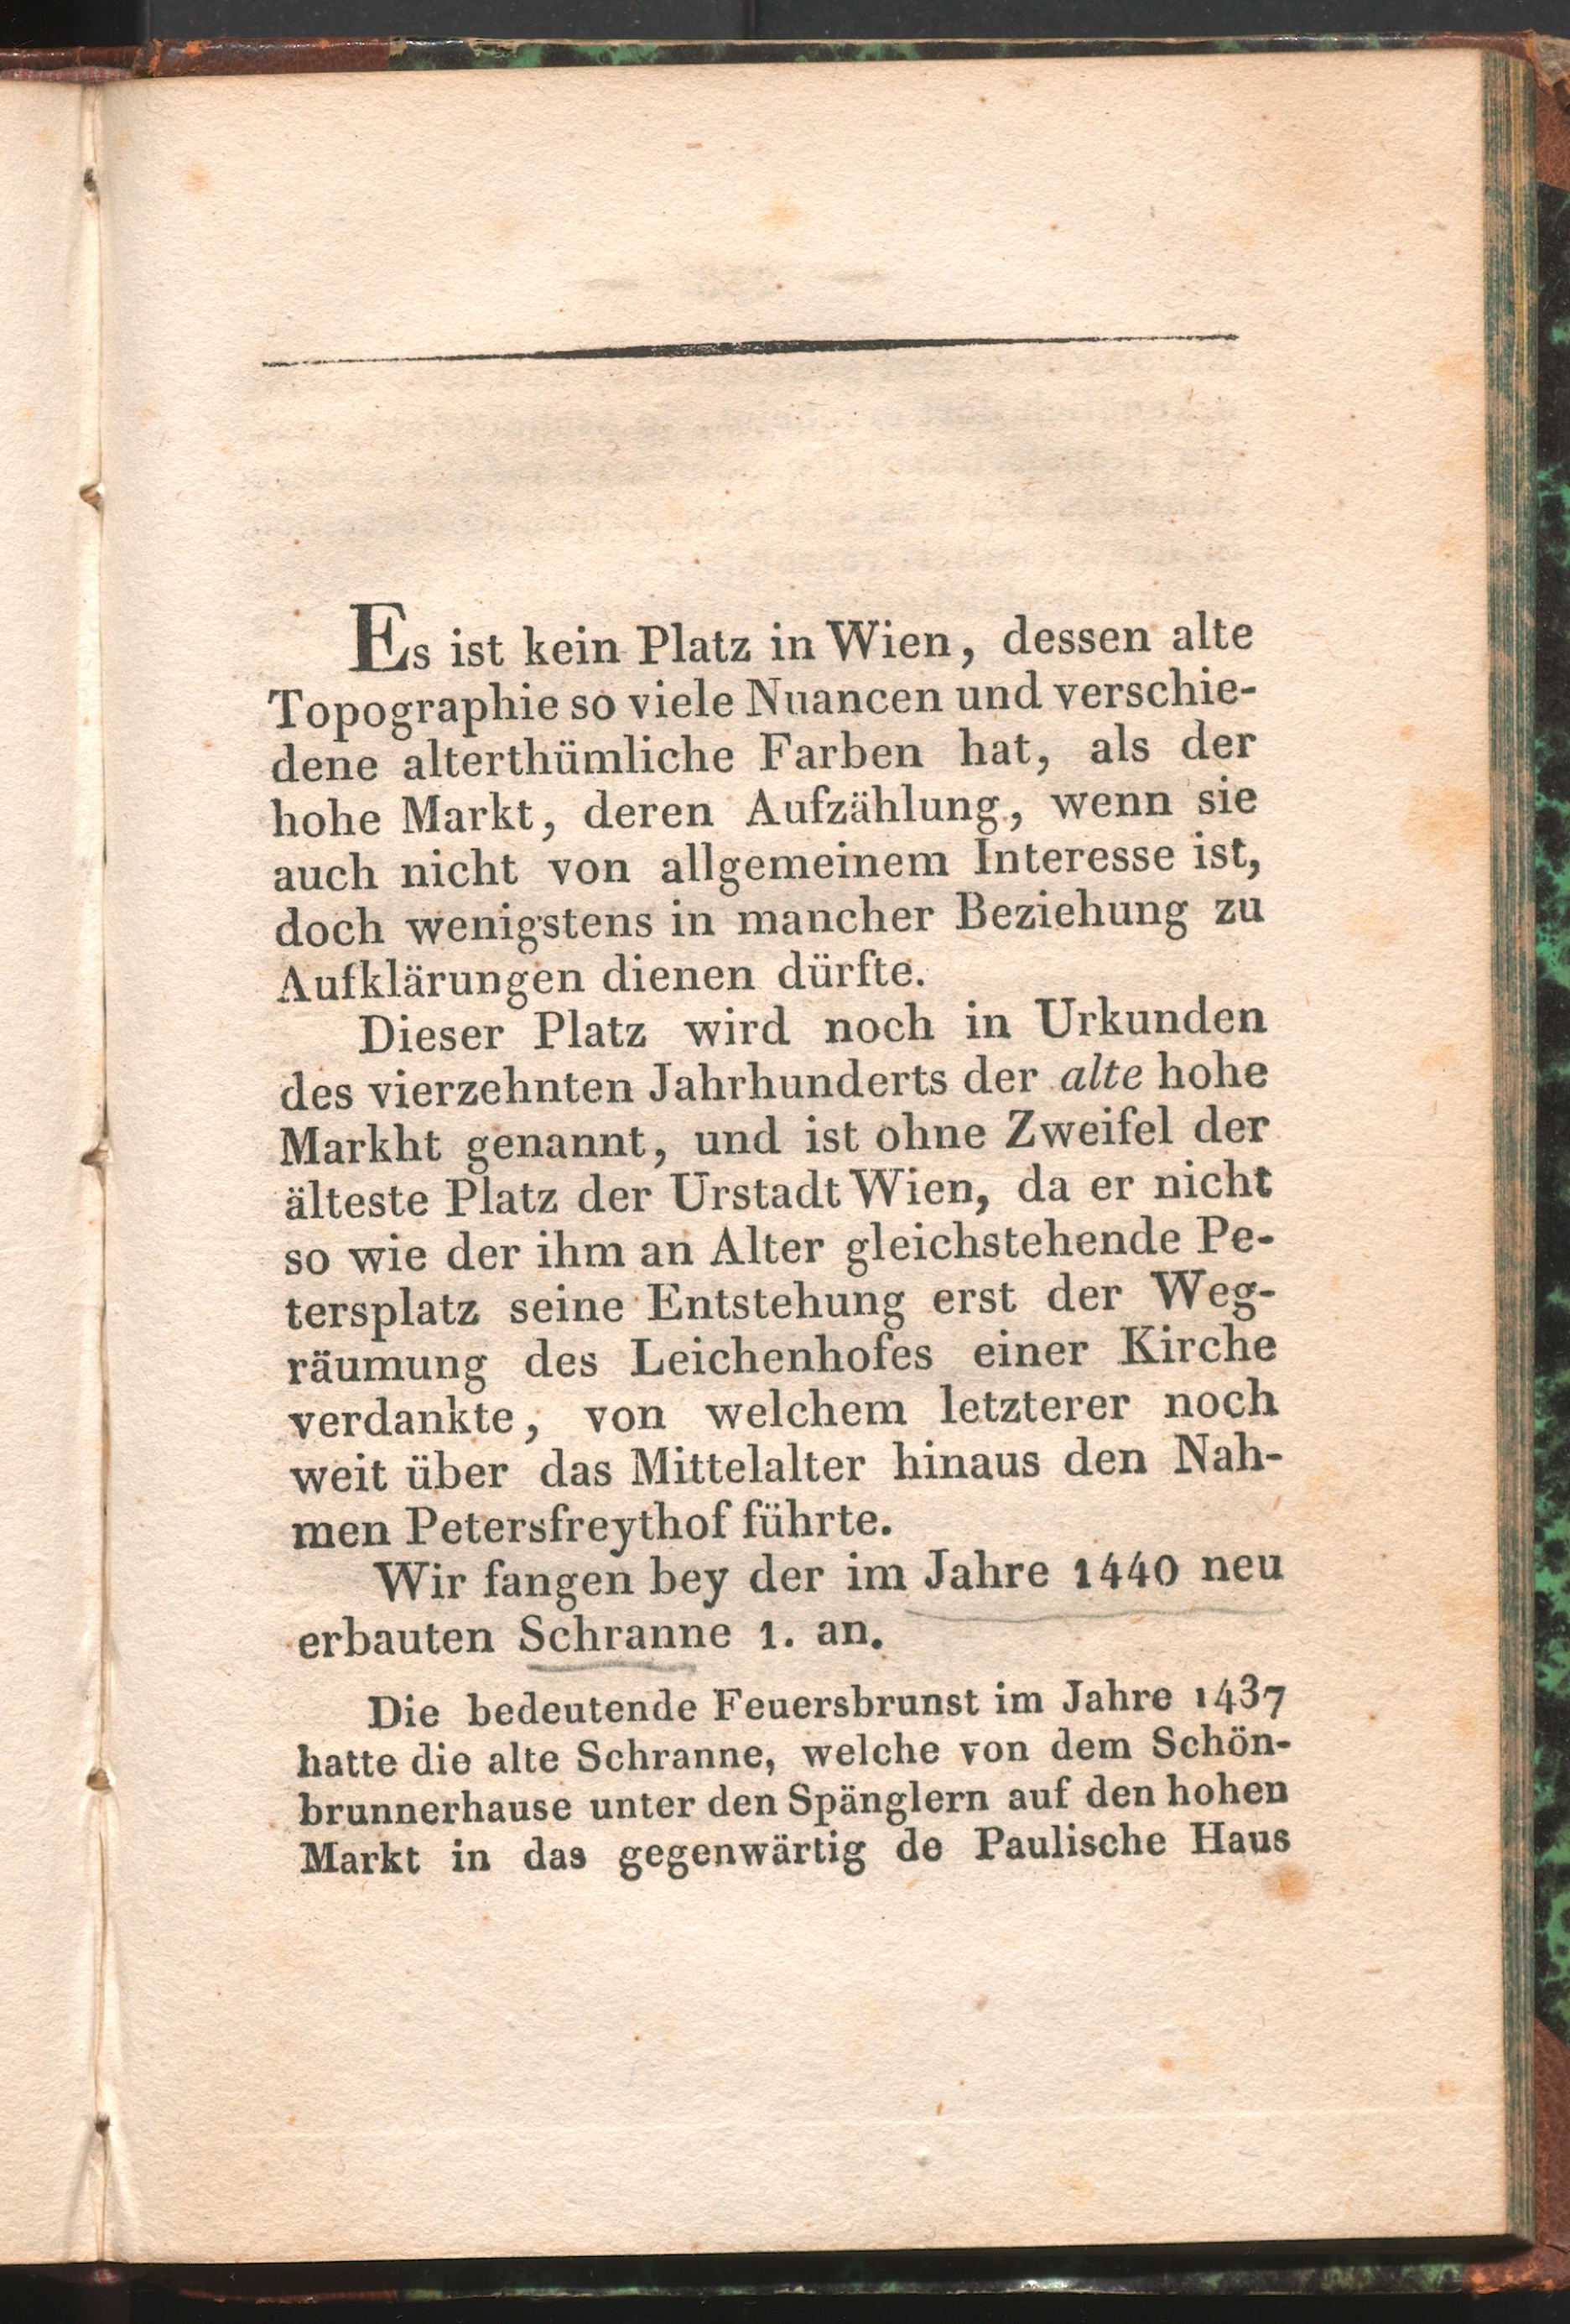 Es ist kein Platz in Wien, dessen alte
Topographie so viele Nuancen und verschie-
dene alterthümliche Farben hat, als der
hohe Markt, deren Aufzählung, wenn sie
auch nicht von allgemeinem Interesse ist,
doch wenigstens in mancher Beziehung zu
Aufklärungen dienen dürfte.
Dieser Platz wird noch in Urkunden
des vierzehnten Jahrhunderts der alte hohe
Markht genannt, und ist ohne Zweifel der
älteste Platz der Urstadt Wien, da er nicht
so wie der ihm an Alter gleichstehende Pe-
tersplatz seine Entstehung erst der Weg-
räumung des Leichenhofes einer Kirche
verdankte, von welchem letzterer noch
weit über das Mittelalter hinaus den Nah-
men Petersfreythof führte.
Wir fangen bey der im Jahre 1440 neu
erbauten Schranne 1. an.
Die bedeutende Feuersbrunst im Jahre 1437
hatte die alte Schranne, welche von dem Schön-
brunnerhause unter den Spänglern auf den hohen
Markt in das gegenwärtig de Paulische Haus